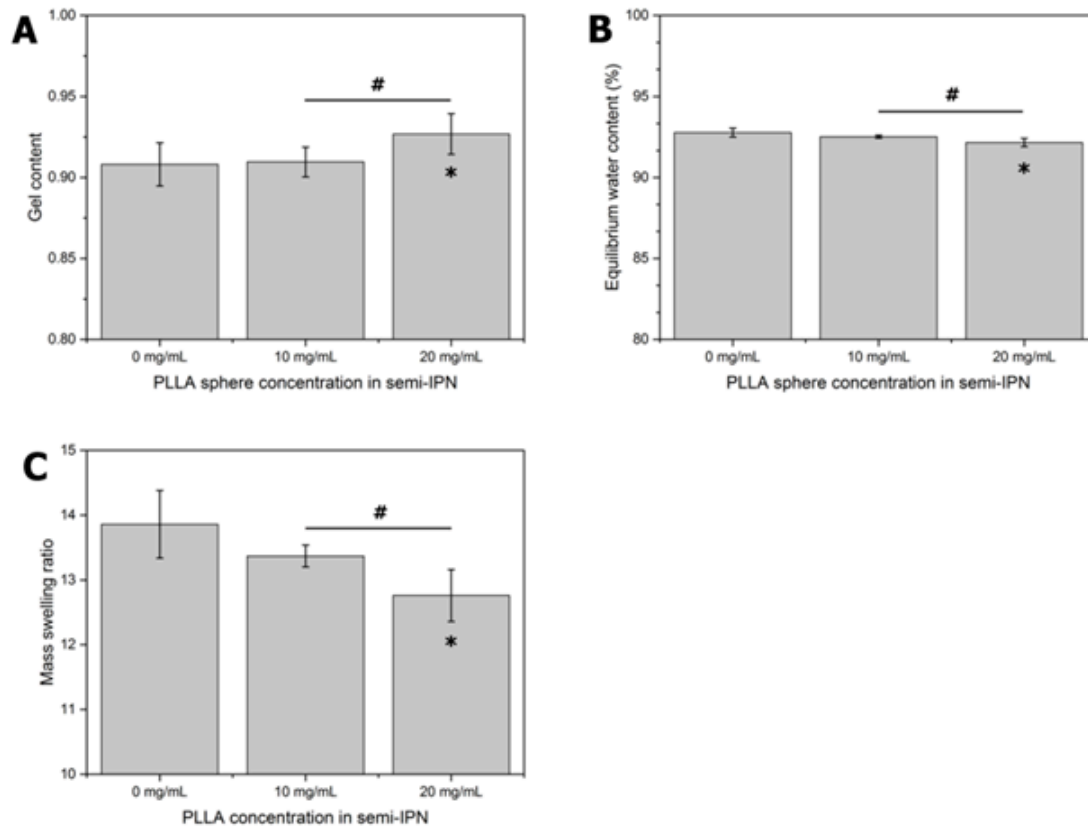 A
1.00
0.95
0.90
0.85
0.80
Gel content
#
*
0 mg/mL 10 mg/mL 20 mg/mL
PLLA sphere concentration in semi-IPN
B
100
95
90
85
80
Equilibrium water content (%)
#
*
0 mg/mL 10 mg/mL 20 mg/mL
PLLA sphere concentration in semi-IPN
C
15
14
13
12
11
10
Mass swelling ratio
#
*
0 mg/mL 10 mg/mL 20 mg/mL
PLLA concentration in semi-IPN